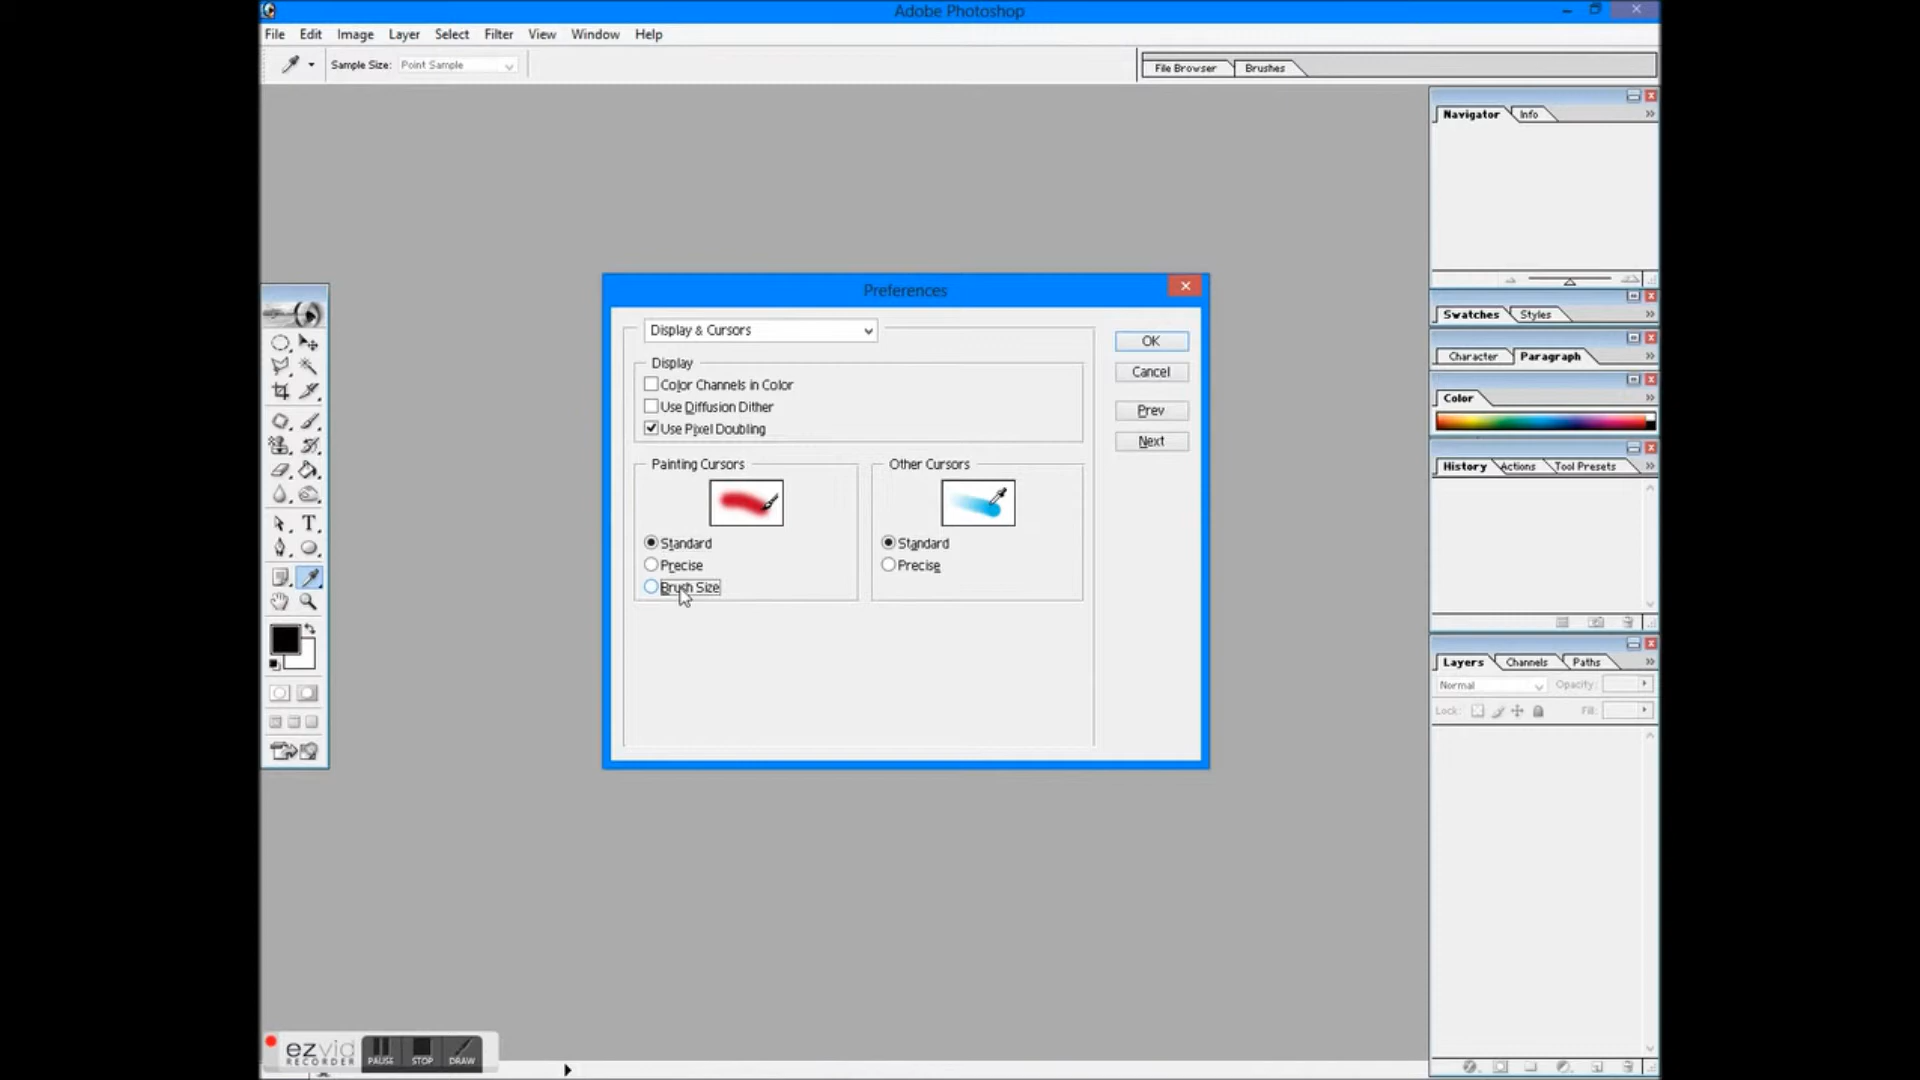 Adobe Photoshop
File Edit Image Layer Select Filter View Window Help
Sample Size: Point Sample
File Browser Brushes
Navigator Info
Swatches Styles
Character Paragraph
Color
History Actions Tool Presets
Layers Channels Paths
Normal Opacity:
Lock: Fill:
Preferences
Display & Cursors
Display
Color Channels in Color
Use Diffusion Dither
Use Pixel Doubling
Painting Cursors
Standard
Precise
Brush Size
Other Cursors
Standard
Precise
OK
Cancel
Prev
Next
T
ezvid
RECORDER
PAUSE STOP DRAW